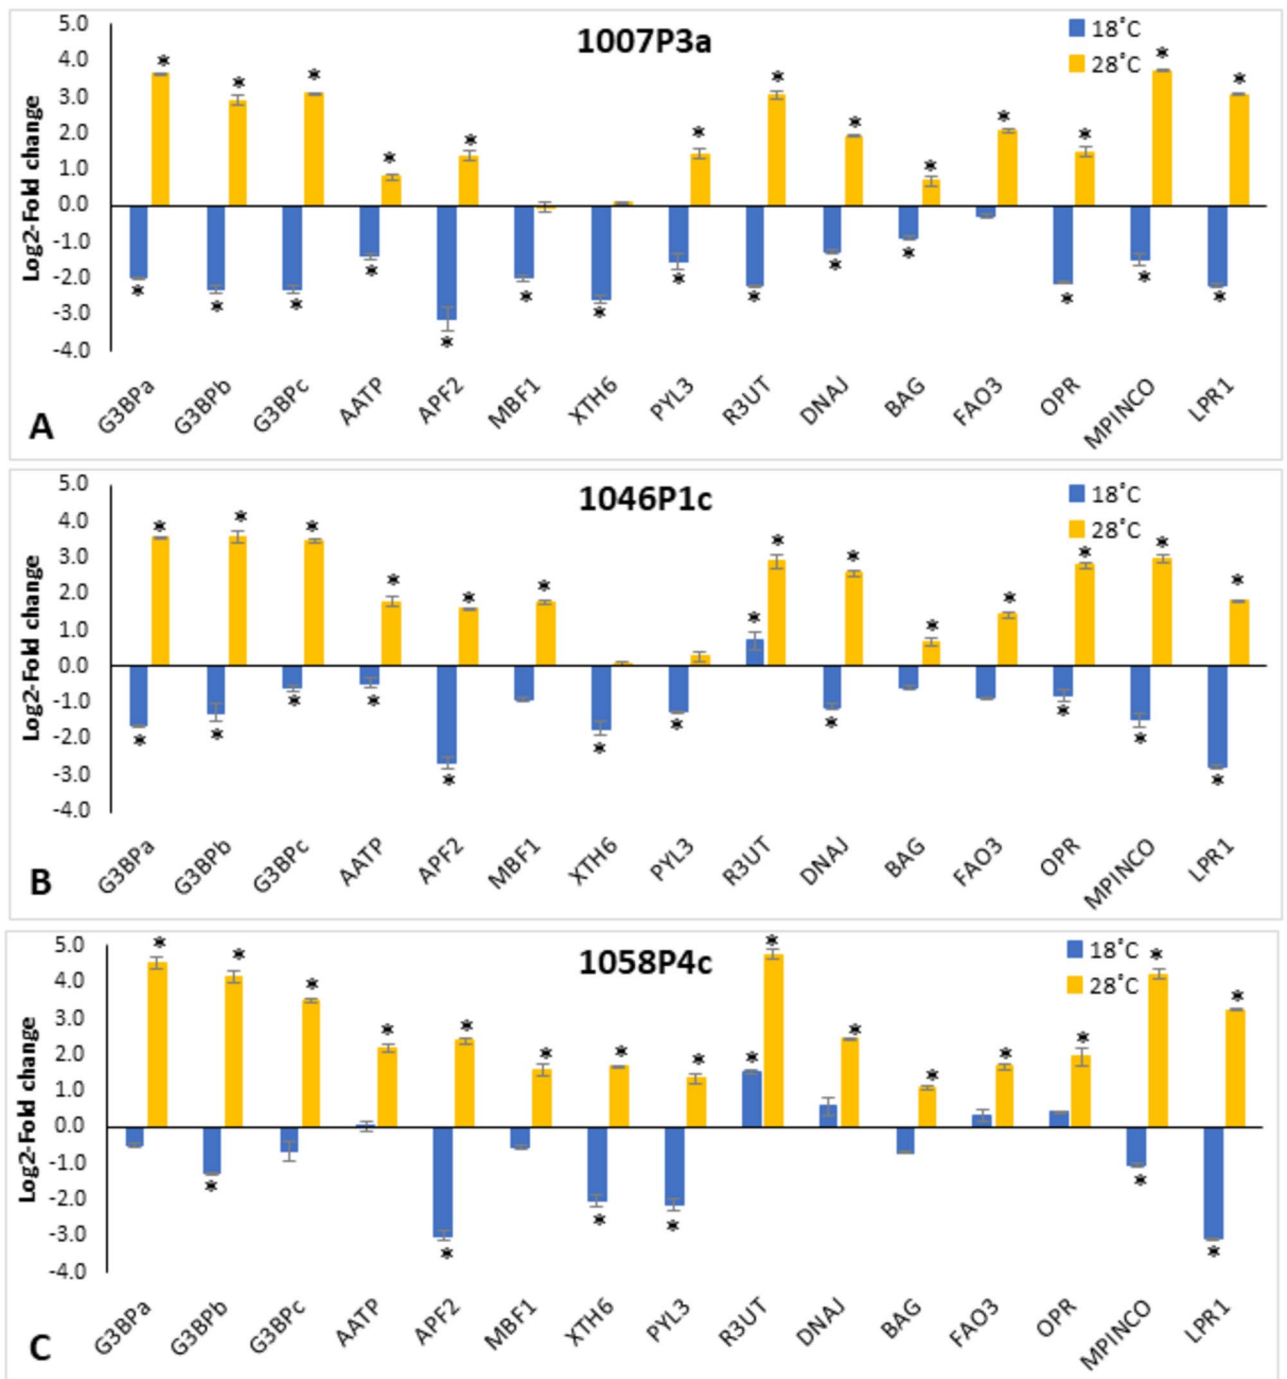 1007P3a
18°C
28°C
5.0
4.0
3.0
2.0
1.0
0.0
-1.0
-2.0
-3.0
-4.0
Log2-Fold change
G3BPa G3BPb G3BPc AATP APF2 MBF1 XTH6 PYL3 R3UT DNAJ BAG FAO3 OPR MPINCO LPR1
A
1046P1c
18°C
28°C
5.0
4.0
3.0
2.0
1.0
0.0
-1.0
-2.0
-3.0
-4.0
Log2-Fold change
G3BPa G3BPb G3BPc AATP APF2 MBF1 XTH6 PYL3 R3UT DNAJ BAG FAO3 OPR MPINCO LPR1
B
1058P4c
18°C
28°C
5.0
4.0
3.0
2.0
1.0
0.0
-1.0
-2.0
-3.0
-4.0
Log2-Fold change
G3BPa G3BPb G3BPc AATP APF2 MBF1 XTH6 PYL3 R3UT DNAJ BAG FAO3 OPR MPINCO LPR1
C